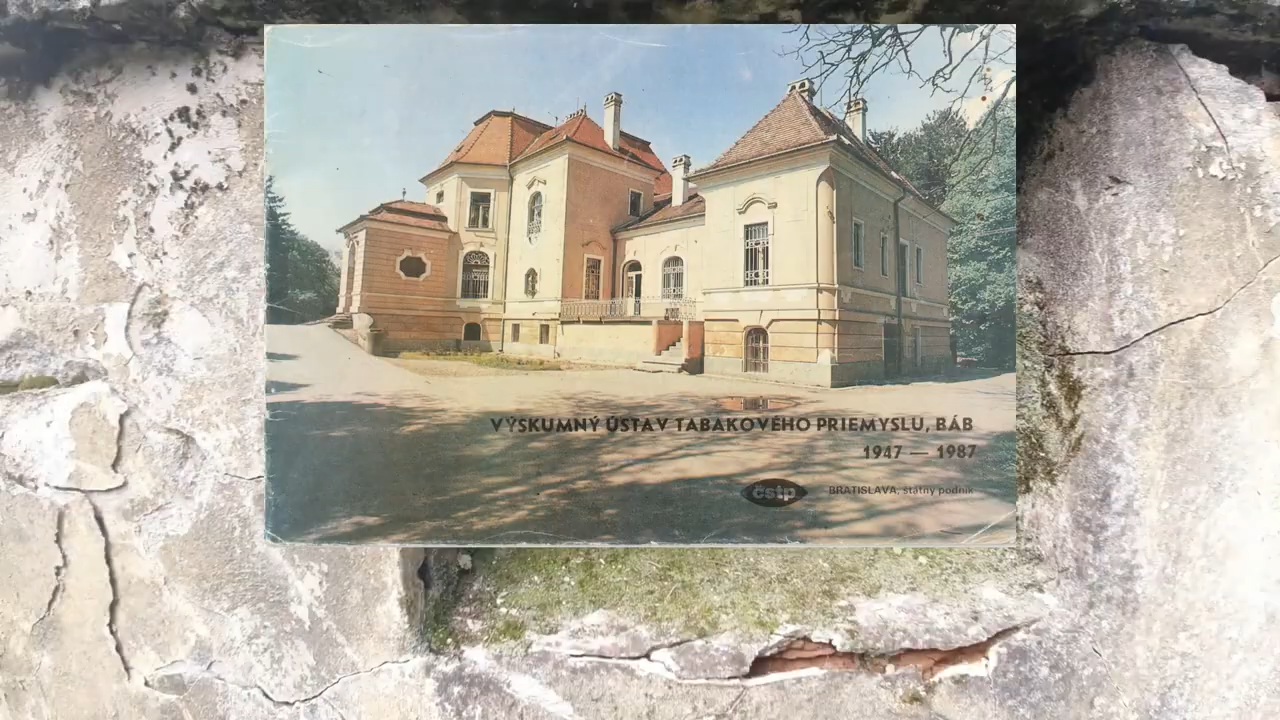 VÝSKUMNÝ ÚSTAV TABAKOVÉHO PRIEMYSLU, BÁB
1947 — 1987
čstp BRATISLAVA, štátny podnik